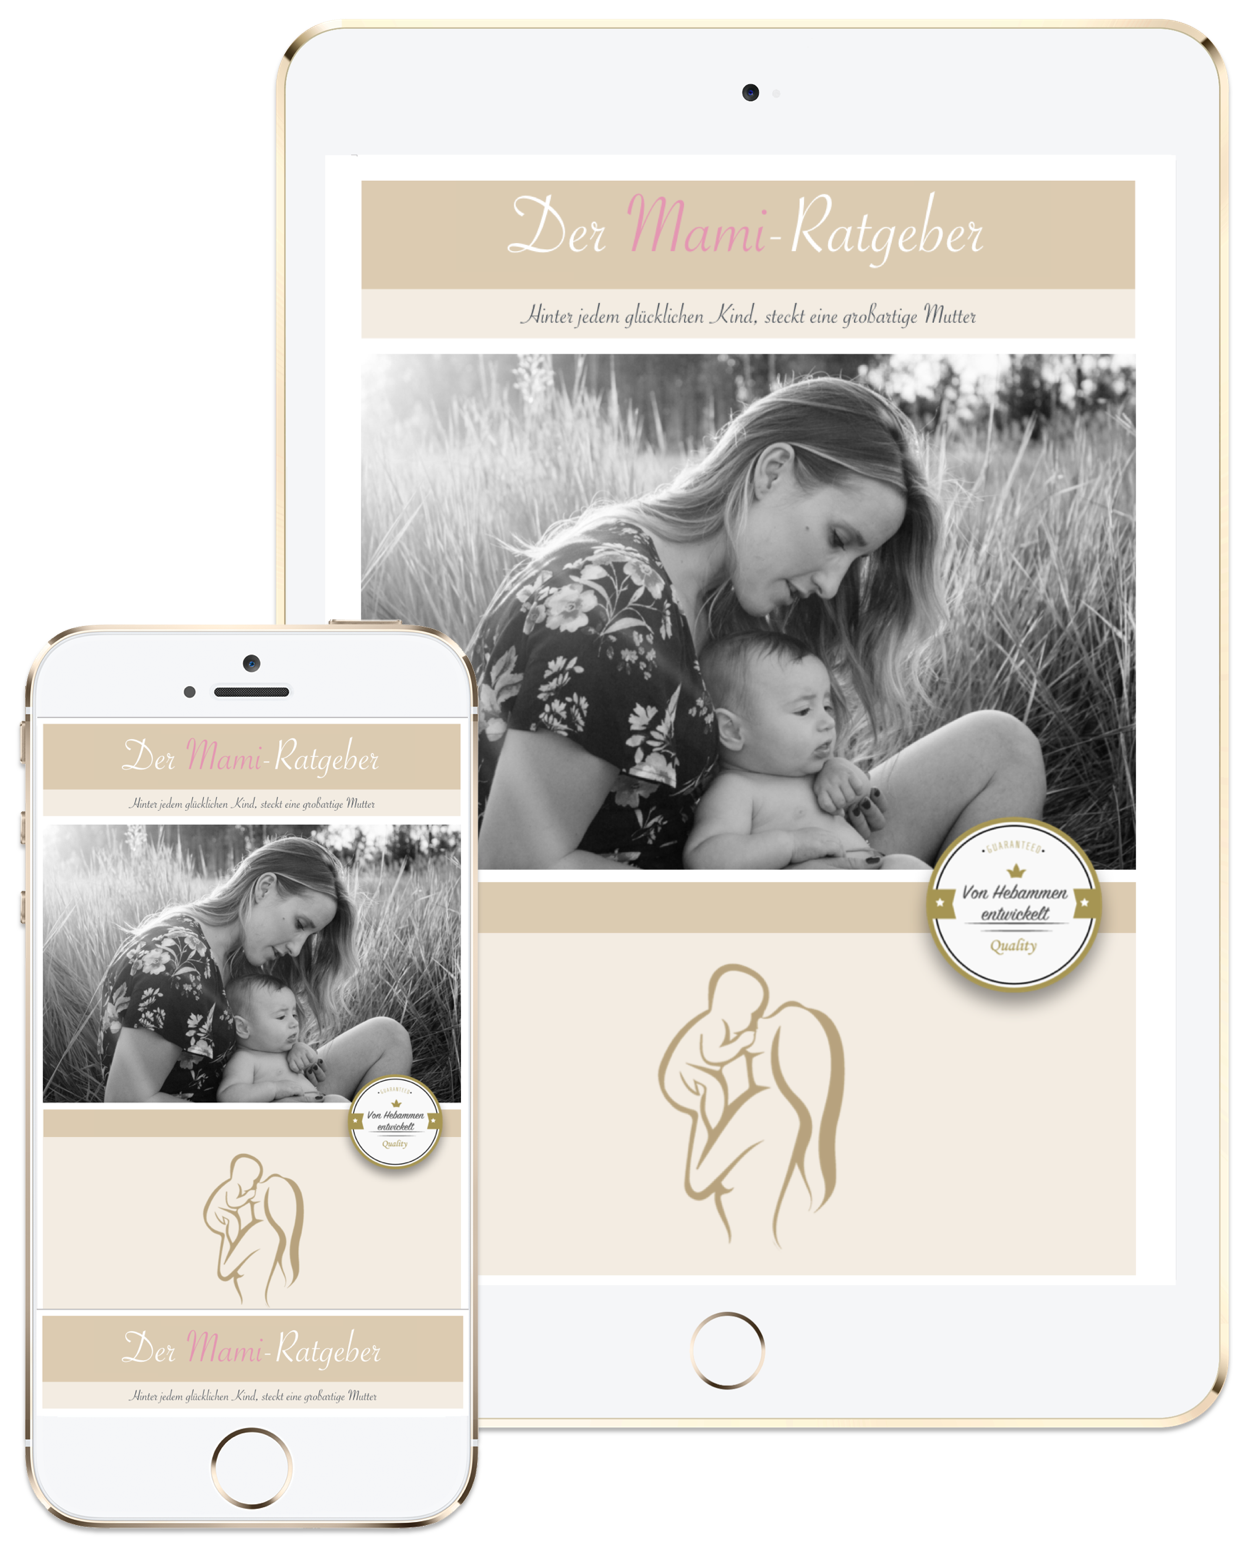 Der Mami-Ratgeber
Hinter jedem glücklichen Kind, steckt eine großartige Mutter
GUARANTEED
Von Hebammen
entwickelt
Quality
Der Mami-Ratgeber
Hinter jedem glücklichen Kind, steckt eine großartige Mutter
GUARANTEED
Von Hebammen
entwickelt
Quality
Der Mami-Ratgeber
Hinter jedem glücklichen Kind, steckt eine großartige Mutter